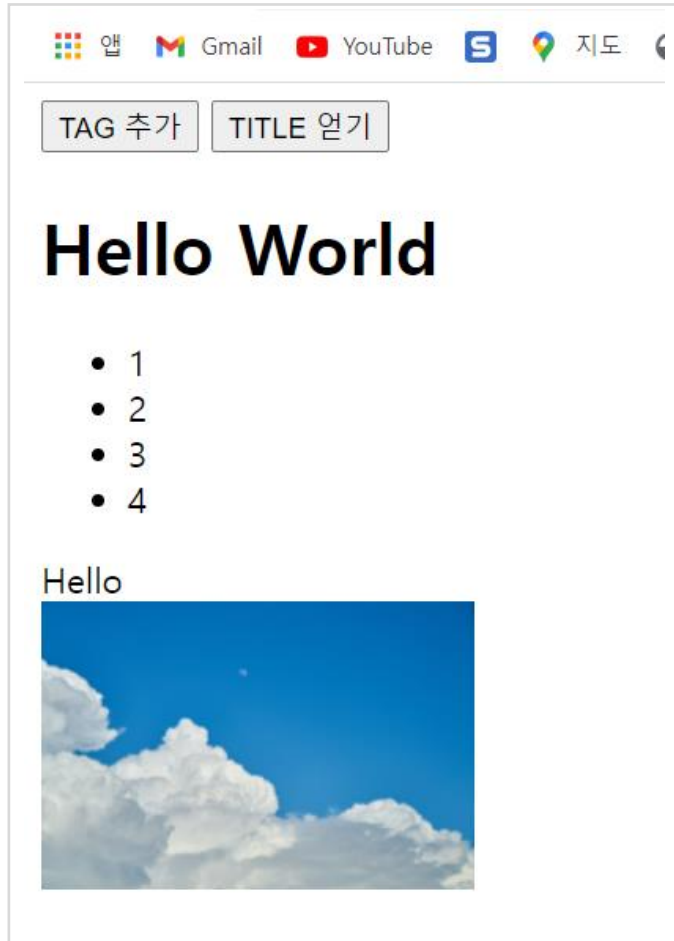 앱 Gmail YouTube S 지도
TAG 추가 TITLE 얻기
Hello World
• 1
• 2
• 3
• 4
Hello